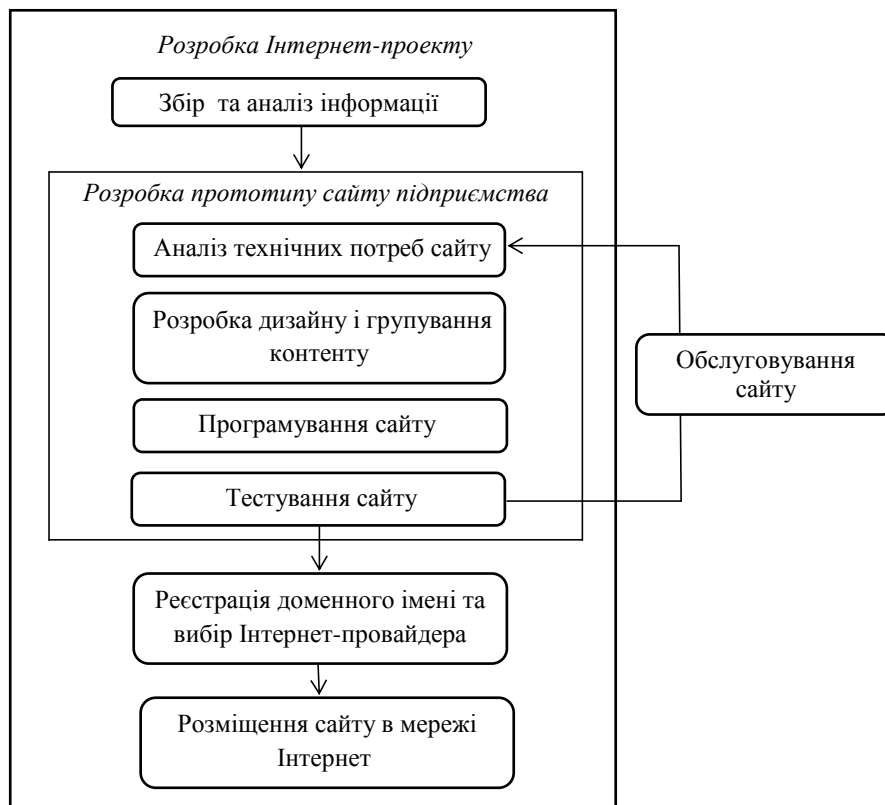 Розробка Інтернет-проекту
Збір та аналіз інформації
Розробка прототипу сайту підприємства
Аналіз технічних потреб сайту
Розробка дизайну і групування
контенту
Програмування сайту
Тестування сайту
Обслуговування
сайту
Реєстрація доменного імені та
вибір Інтернет-провайдера
Розміщення сайту в мережі
Інтернет